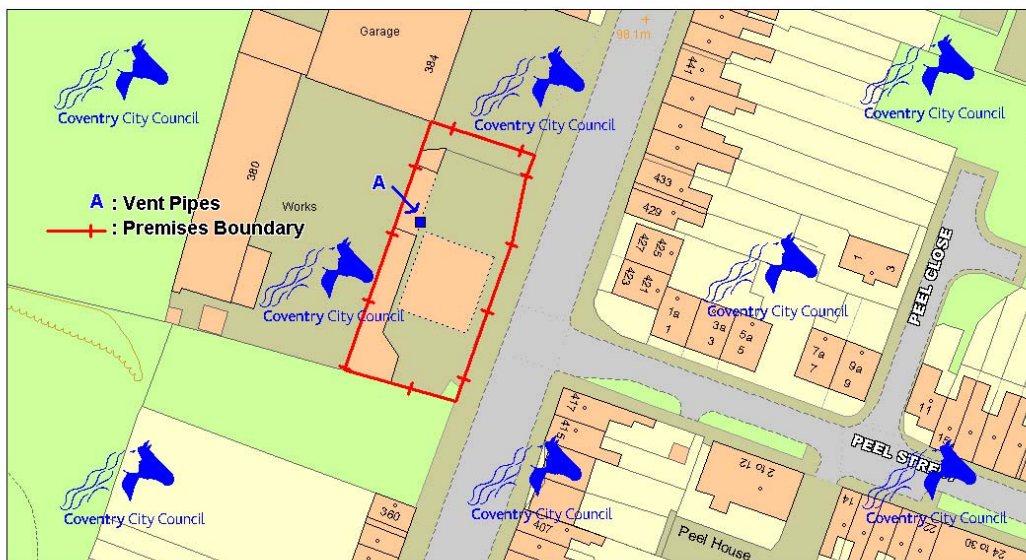 Garage
384
98.1m
441
Coventry City Council
Coventry City Council
Coventry City Council
380
433
A
A : Vent Pipes
Works
429
: Premises Boundary
427
425
423
421
1
3
PEEL CLOSE
Coventry City Council
Coventry City Council
1a
1
3a
3
5a
5
7a
7
9a
9
11
417
415
15
PEEL STRE
2 to 12
Coventry City Council
Coventry City Council
Coventry City Council
360
407
Peel House
14
22
24 to 30